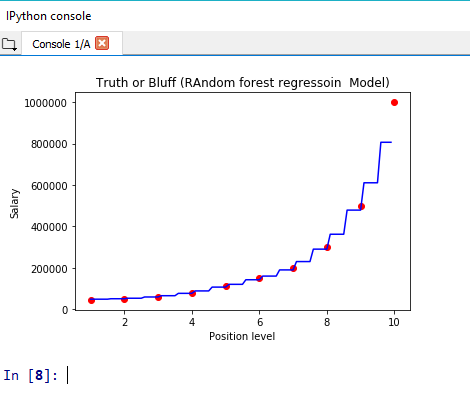 IPython console
Console 1/A
Truth or Bluff (RAndom forest regressoin  Model)
1000000
800000
600000
400000
200000
0
Salary
2 4 6 8 10
Position level
In [8]: